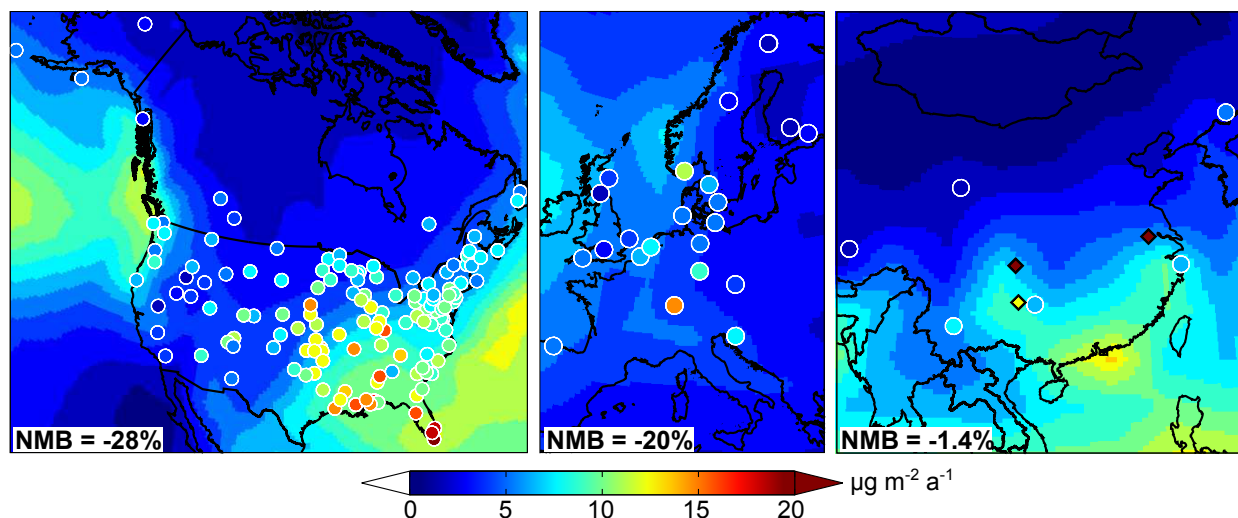 NMB = -28%
NMB = -20%
NMB = -1.4%
0 5 10 15 20 µg m⁻² a⁻¹